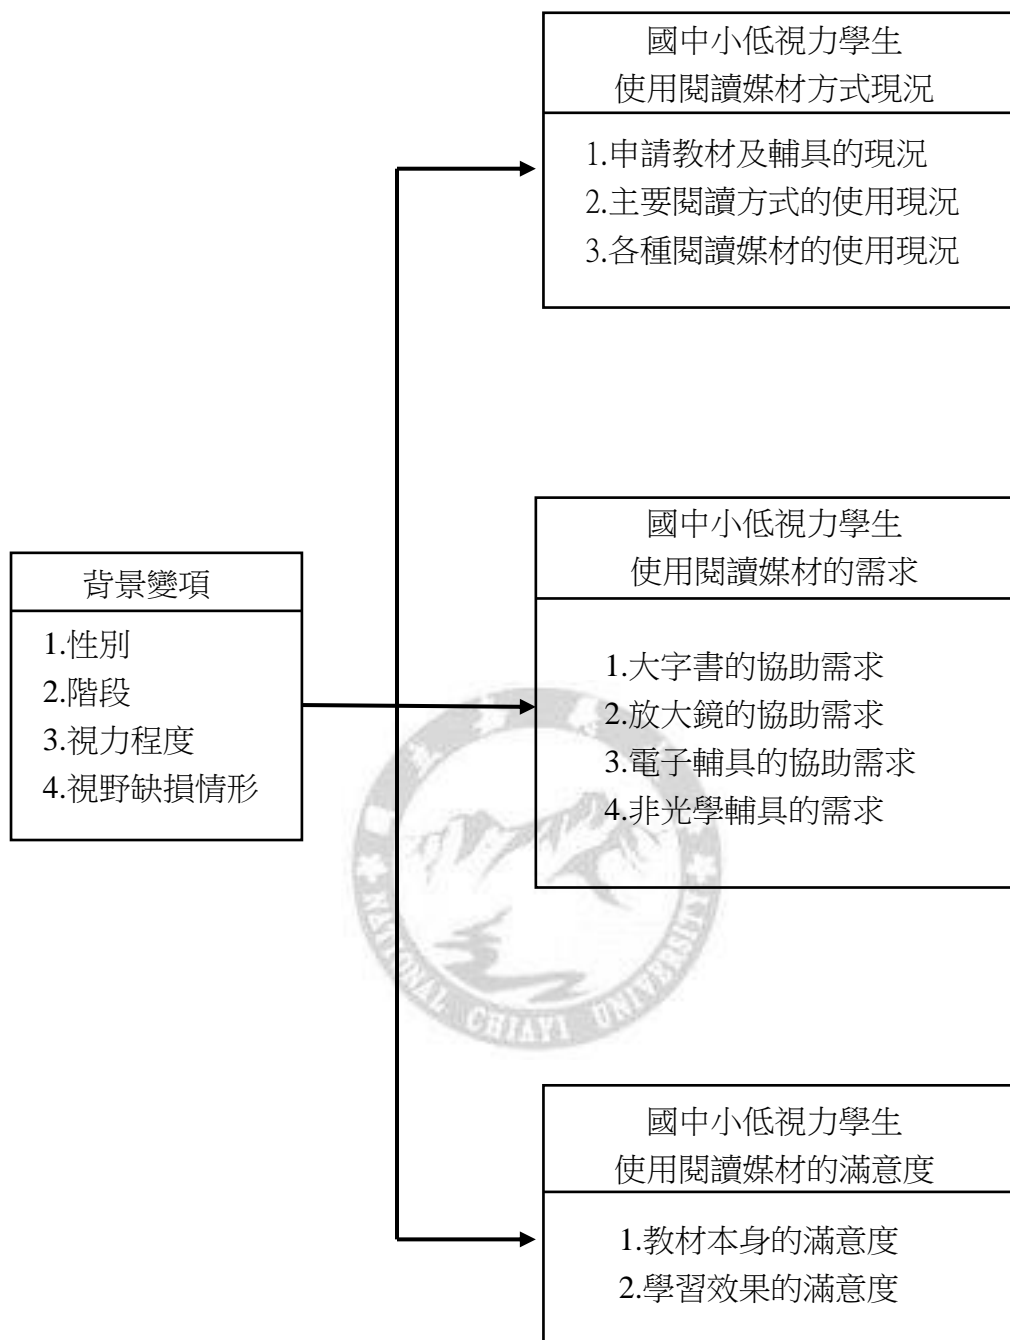 國中小低視力學生
使用閱讀媒材方式現況
1.申請教材及輔具的現況
2.主要閱讀方式的使用現況
3.各種閱讀媒材的使用現況
背景變項
1.性別
2.階段
3.視力程度
4.視野缺損情形
國中小低視力學生
使用閱讀媒材的需求
1.大字書的協助需求
2.放大鏡的協助需求
3.電子輔具的協助需求
4.非光學輔具的需求
NATIONAL CHIAYI UNIVERSITY
國中小低視力學生
使用閱讀媒材的滿意度
1.教材本身的滿意度
2.學習效果的滿意度